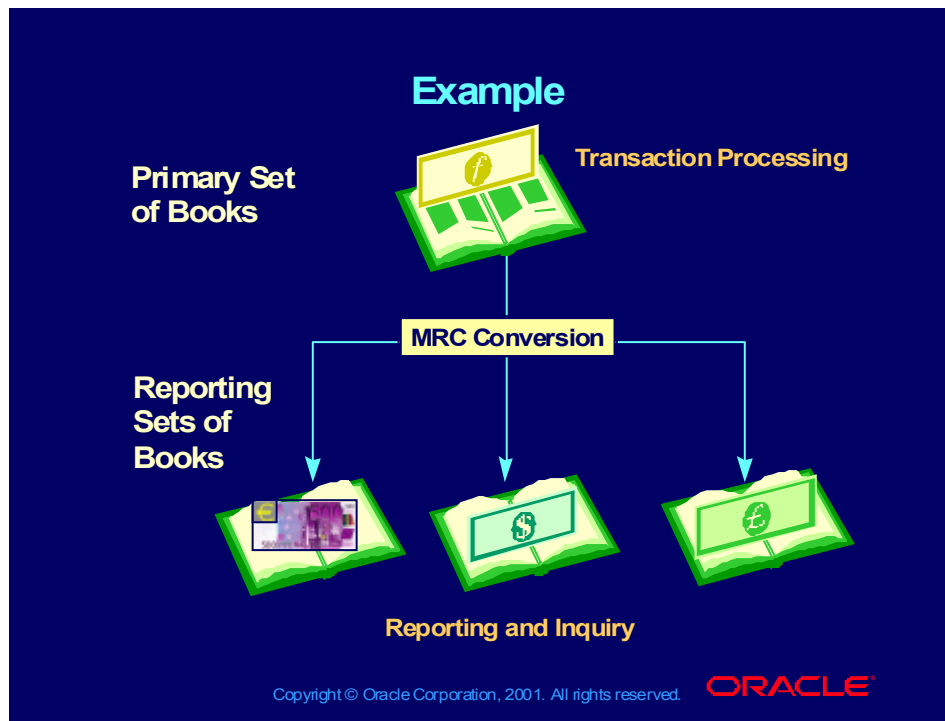 Example
Transaction Processing
Primary Set
of Books
ƒ
MRC Conversion
Reporting
Sets of
Books
€
500
$
£
Reporting and Inquiry
Copyright © Oracle Corporation, 2001. All rights reserved.
ORACLE®